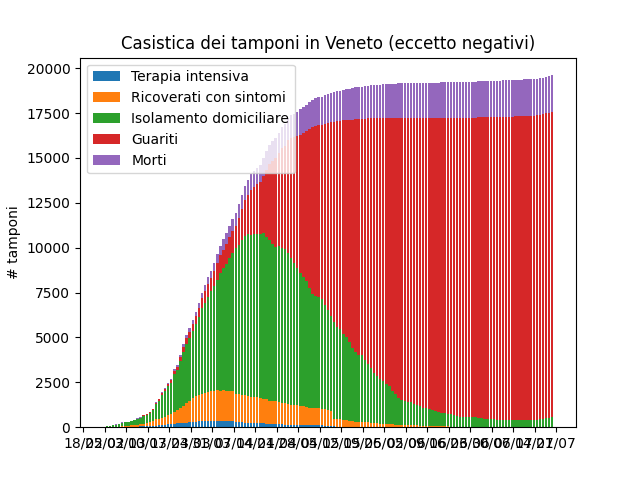 Casistica dei tamponi in Veneto (eccetto negativi)
Terapia intensiva
Ricoverati con sintomi
Isolamento domiciliare
Guariti
Morti
# tamponi
20000
17500
15000
12500
10000
7500
5000
2500
0